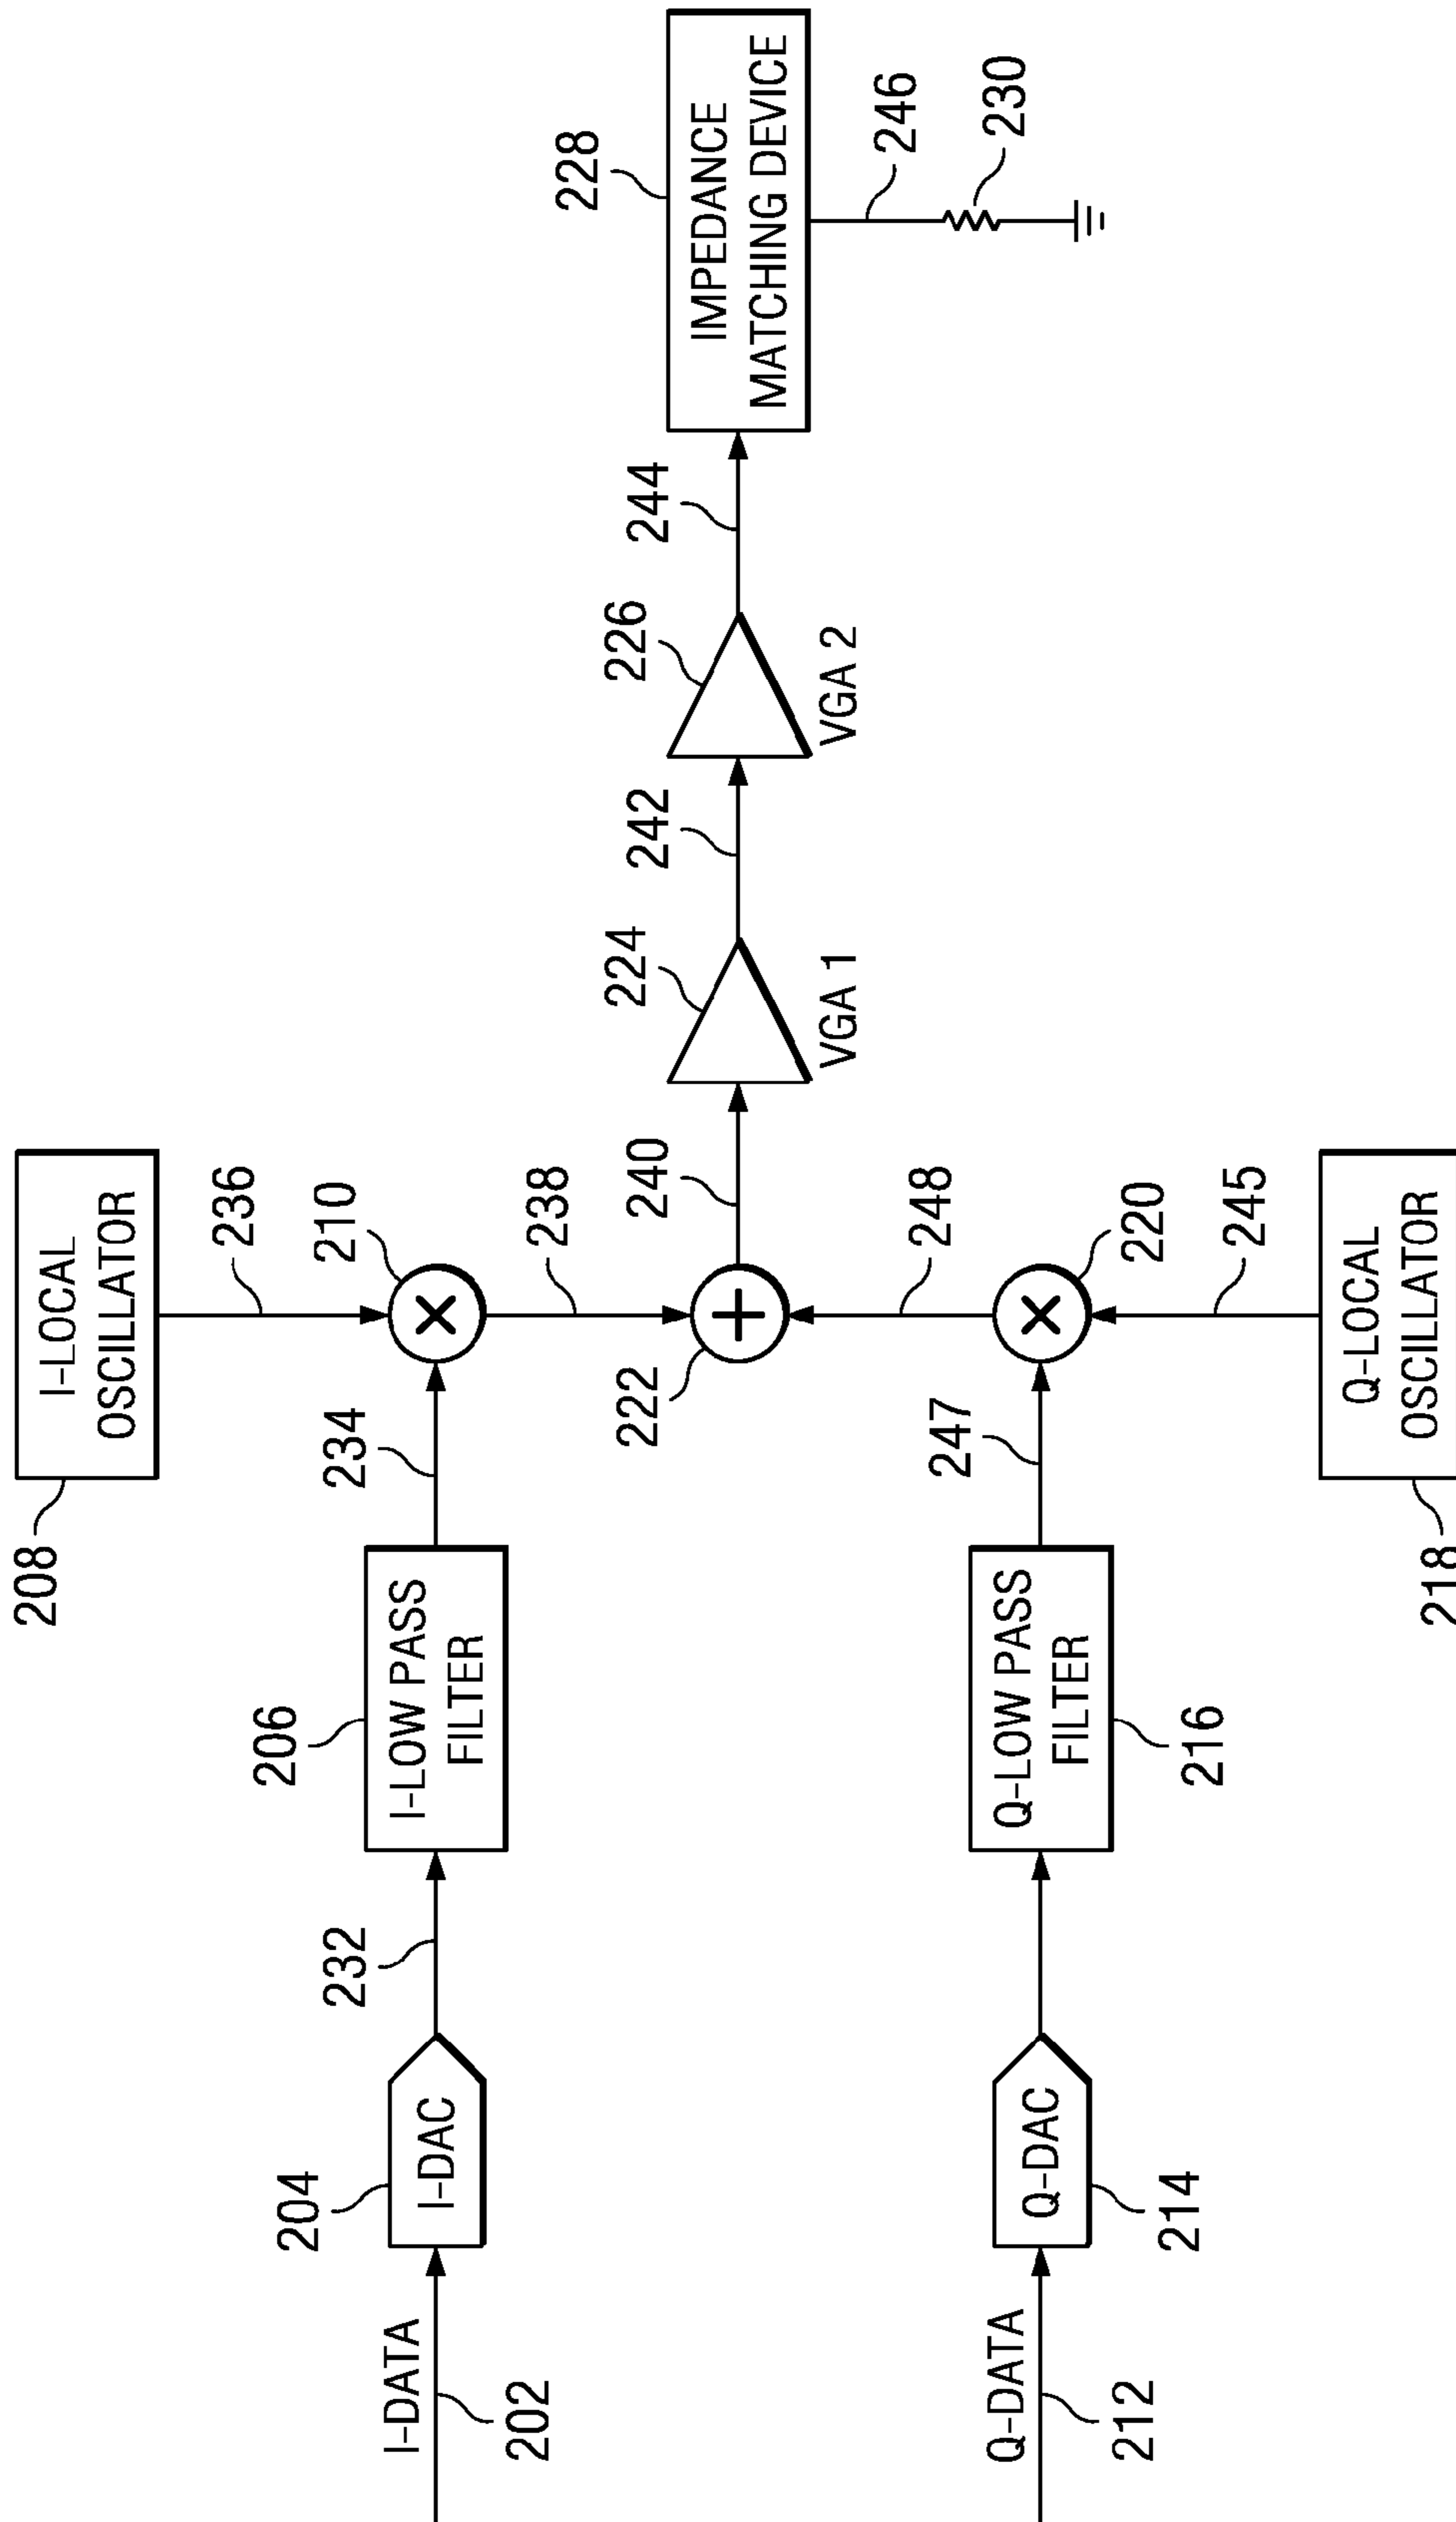 I-DATA
202
204
I-DAC
232
206
I-LOW PASS
FILTER
234
208
I-LOCAL
OSCILLATOR
236
210
238
222
240
224
VGA 1
242
226
VGA 2
244
228
IMPEDANCE
MATCHING DEVICE
246
230
Q-DATA
212
Q-DAC
214
Q-LOW PASS
FILTER
216
247
248
220
245
Q-LOCAL
OSCILLATOR
218